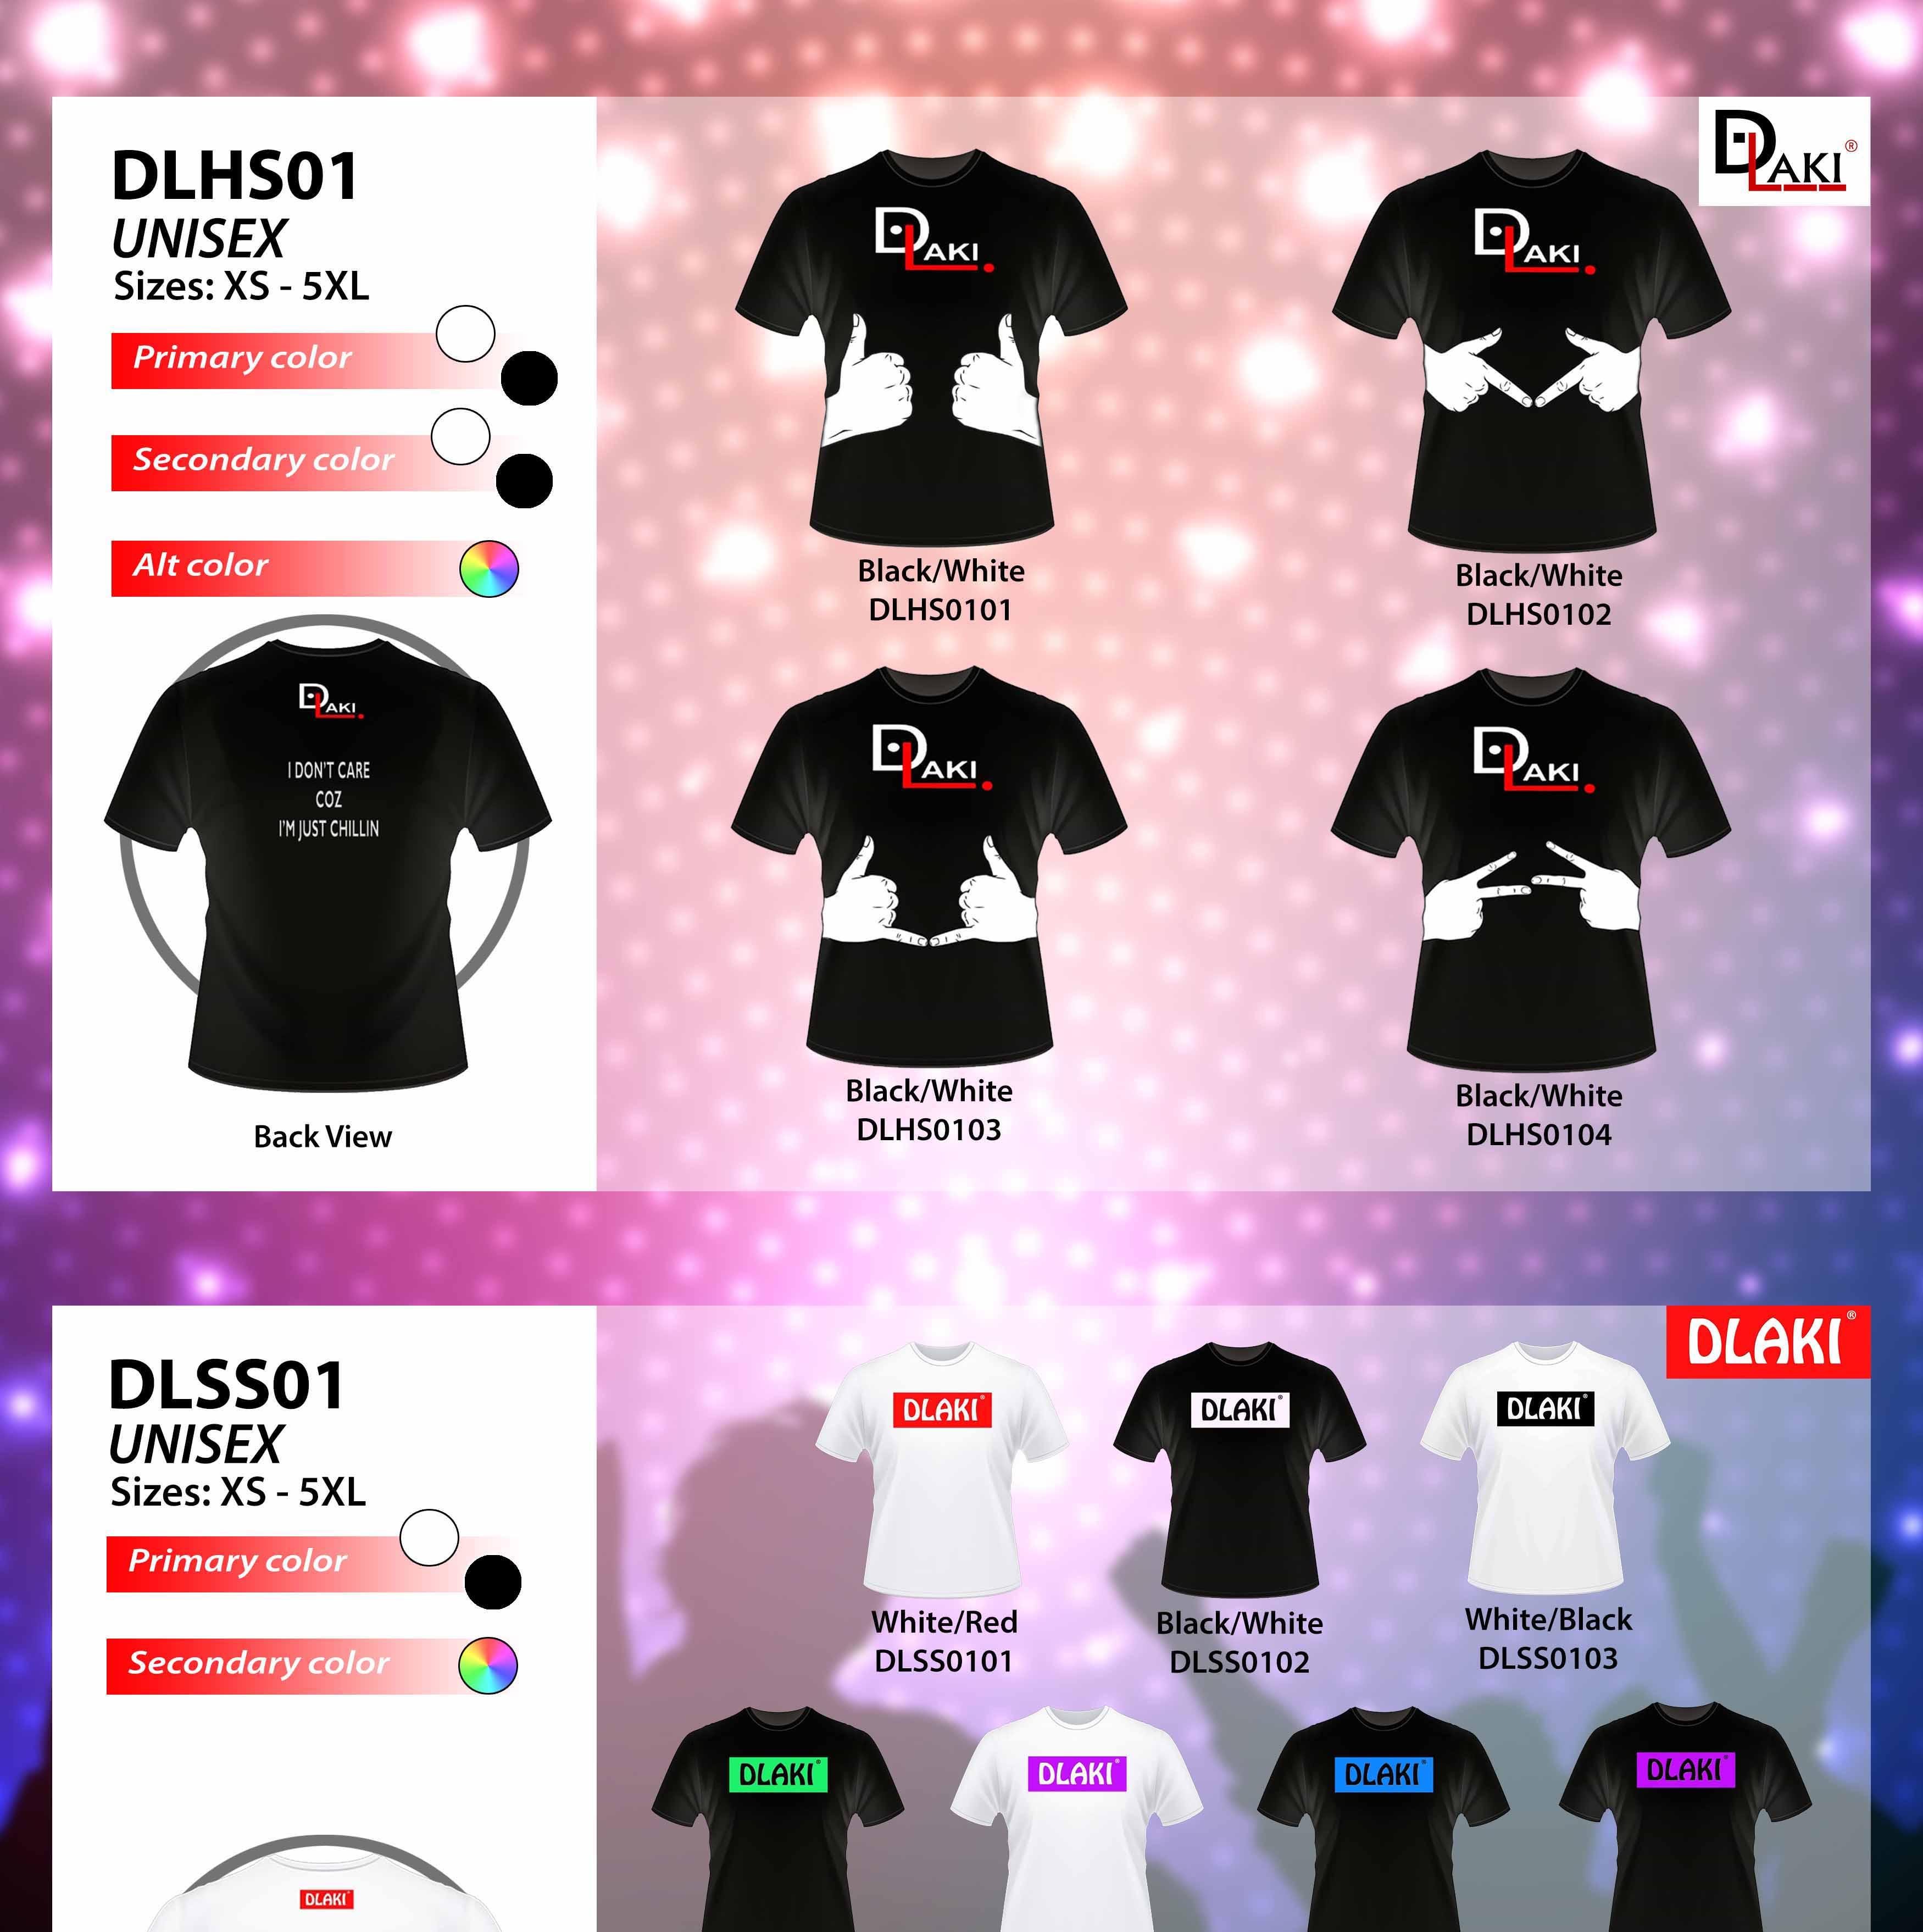 DLHS01
UNISEX
Sizes: XS - 5XL
Primary color
Secondary color
Alt color
DLAKI.
I DON'T CARE
COZ
I'M JUST CHILLIN
Back View
DLAKI®
DLAKI.
Black/White
DLHS0101
DLAKI.
Black/White
DLHS0102
DLAKI.
Black/White
DLHS0103
DLAKI.
Black/White
DLHS0104
DLSS01
UNISEX
Sizes: XS - 5XL
Primary color
Secondary color
DLAKI®
DLAKI®
DLAKI®
White/Red
DLSS0101
DLAKI®
Black/White
DLSS0102
DLAKI®
White/Black
DLSS0103
DLAKI®
DLAKI®
DLAKI®
DLAKI®